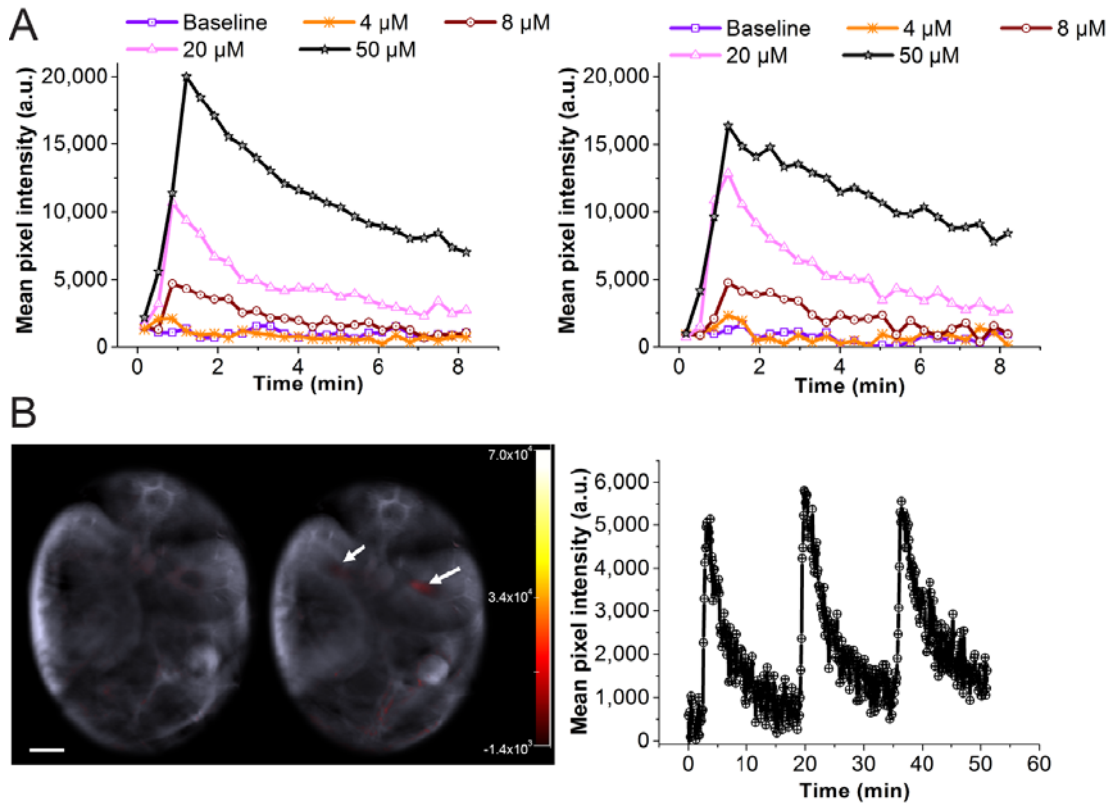 A
Baseline 4 μM 8 μM
20 μM 50 μM
Mean pixel intensity (a.u.)
20,000
15,000
10,000
5,000
0
0 2 4 6 8
Time (min)
Baseline 4 μM 8 μM
20 μM 50 μM
Mean pixel intensity (a.u.)
20,000
15,000
10,000
5,000
0
0 2 4 6 8
Time (min)
B
7.0x10⁴
3.4x10⁴
-1.4x10³
Mean pixel intensity (a.u.)
6,000
5,000
4,000
3,000
2,000
1,000
0
0 10 20 30 40 50 60
Time (min)